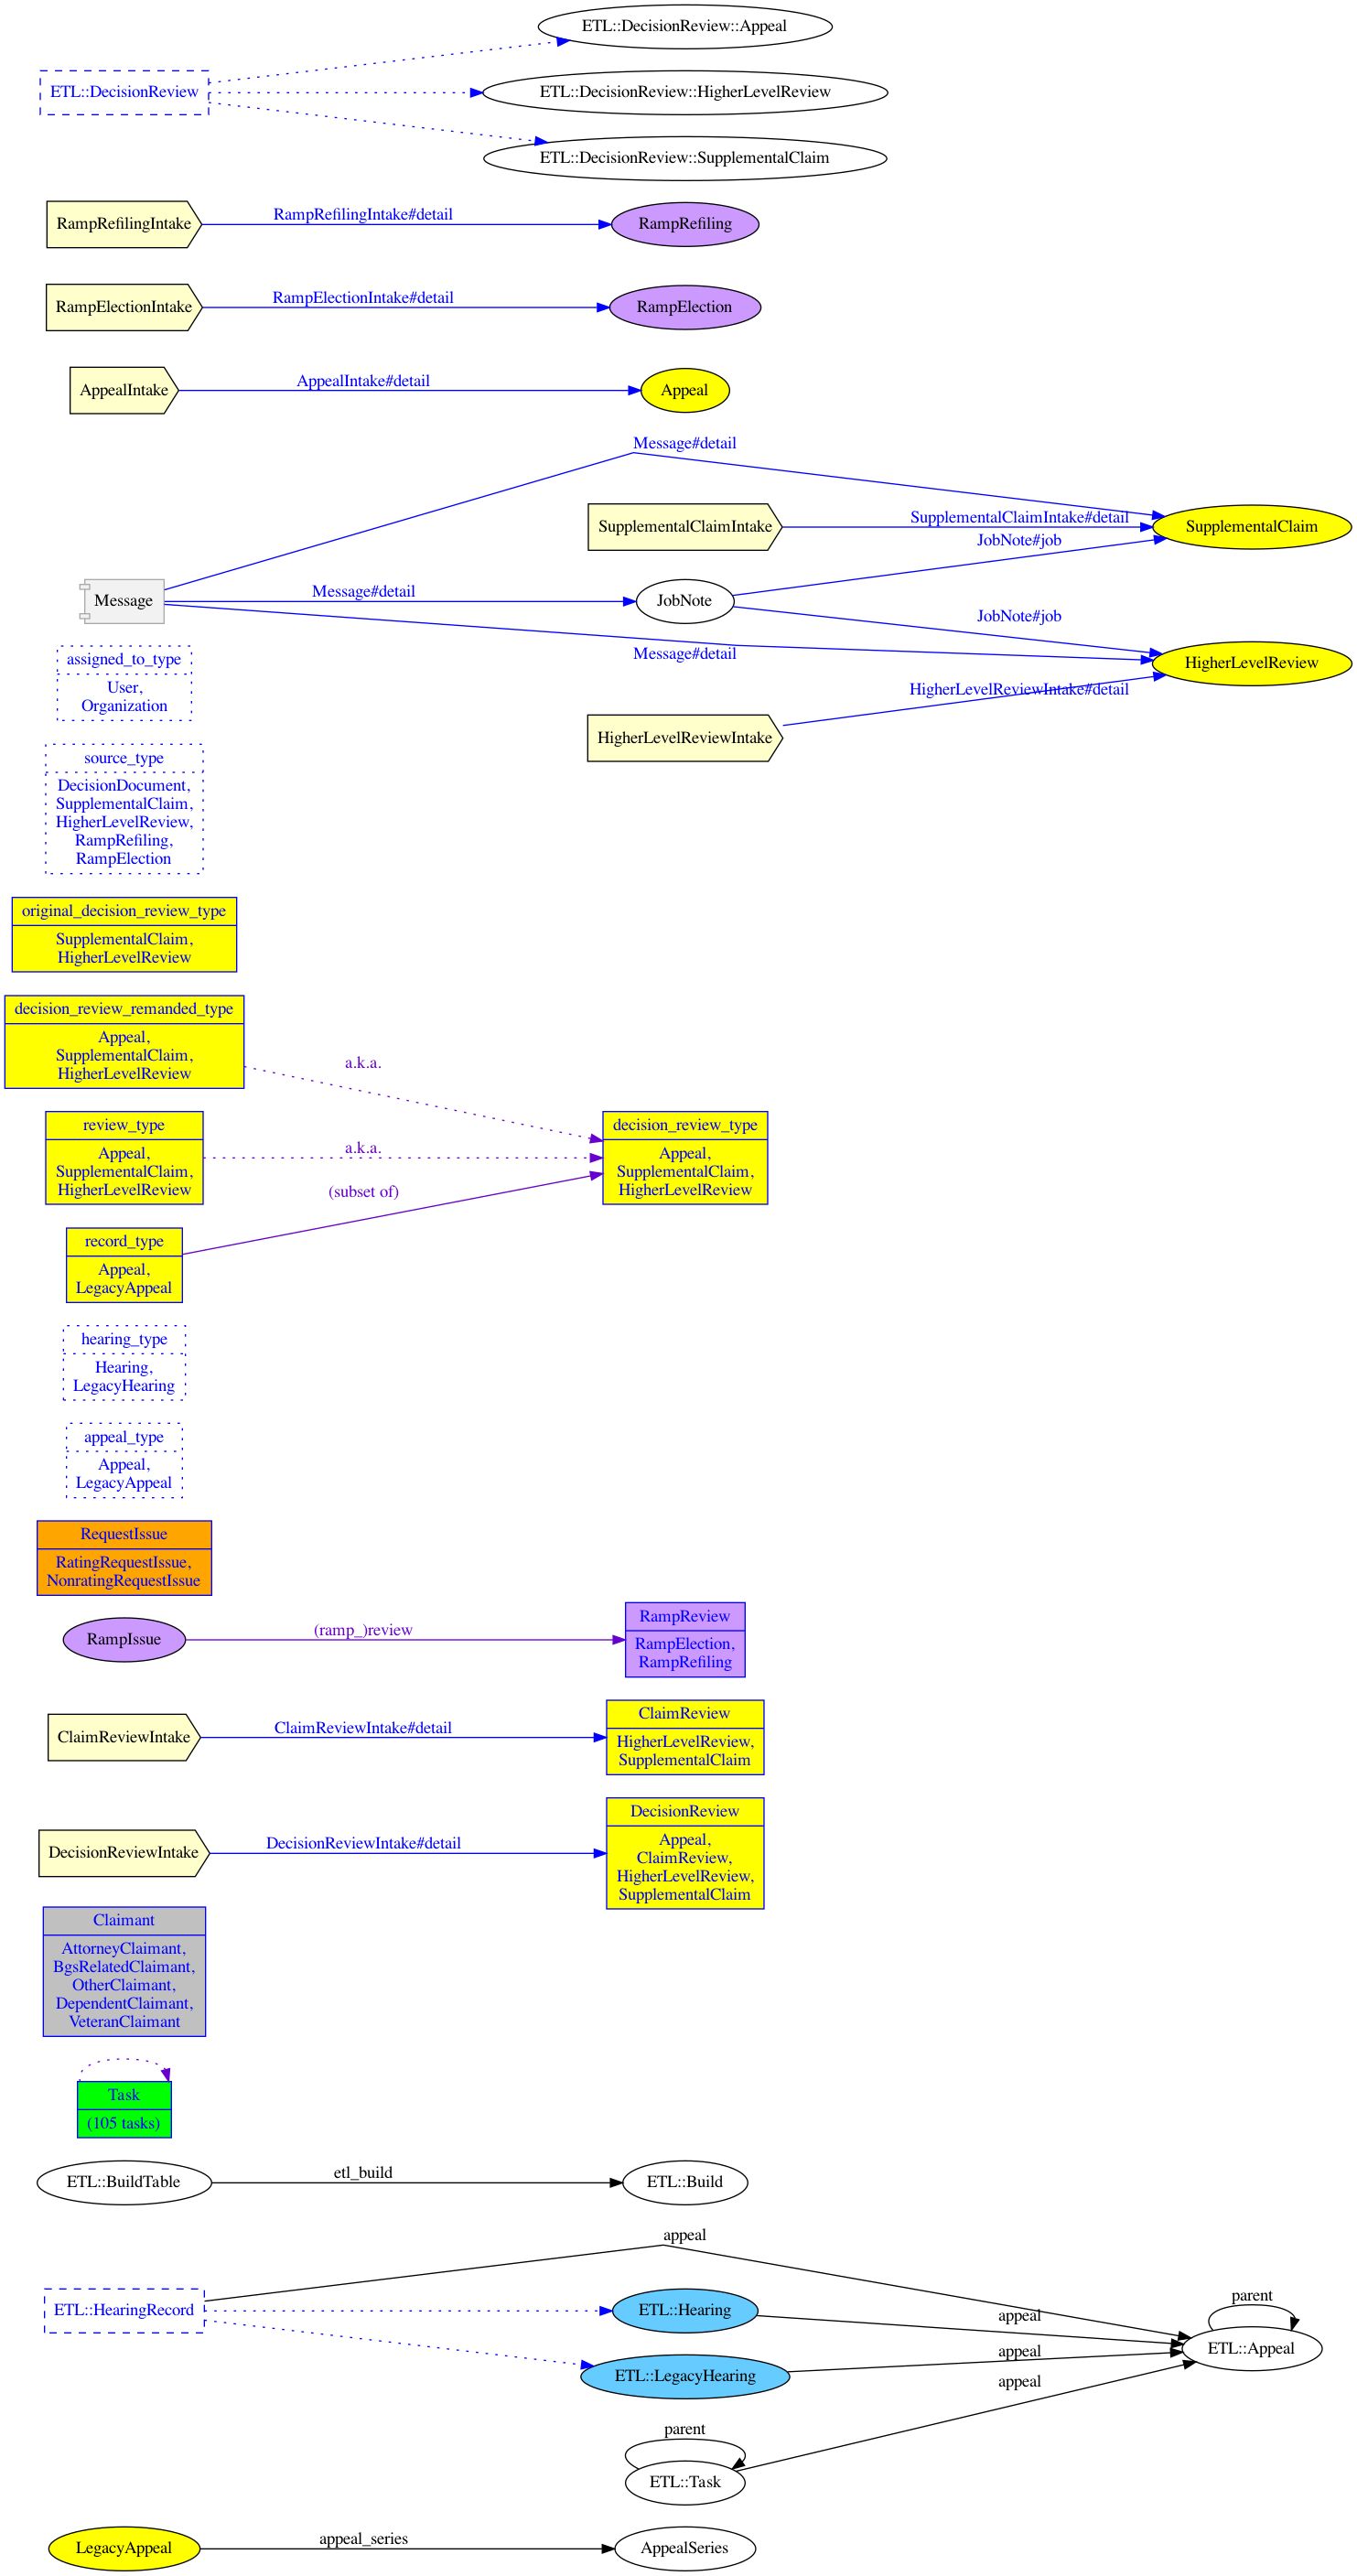 ETL::DecisionReview::Appeal
ETL::DecisionReview
ETL::DecisionReview::HigherLevelReview
ETL::DecisionReview::SupplementalClaim
RampRefilingIntake
RampRefilingIntake#detail
RampRefiling
RampElectionIntake
RampElectionIntake#detail
RampElection
AppealIntake
AppealIntake#detail
Appeal
Message#detail
SupplementalClaimIntake
SupplementalClaimIntake#detail
SupplementalClaim
JobNote#job
Message
Message#detail
JobNote
JobNote#job
Message#detail
HigherLevelReview
HigherLevelReviewIntake#detail
HigherLevelReviewIntake
assigned_to_type
User,
Organization
source_type
DecisionDocument,
SupplementalClaim,
HigherLevelReview,
RampRefiling,
RampElection
original_decision_review_type
SupplementalClaim,
HigherLevelReview
decision_review_remanded_type
Appeal,
SupplementalClaim,
HigherLevelReview
a.k.a.
review_type
Appeal,
SupplementalClaim,
HigherLevelReview
a.k.a.
decision_review_type
Appeal,
SupplementalClaim,
HigherLevelReview
(subset of)
record_type
Appeal,
LegacyAppeal
hearing_type
Hearing,
LegacyHearing
appeal_type
Appeal,
LegacyAppeal
RequestIssue
RatingRequestIssue,
NonratingRequestIssue
RampIssue
(ramp_)review
RampReview
RampElection,
RampRefiling
ClaimReviewIntake
ClaimReviewIntake#detail
ClaimReview
HigherLevelReview,
SupplementalClaim
DecisionReviewIntake
DecisionReviewIntake#detail
DecisionReview
Appeal,
ClaimReview,
HigherLevelReview,
SupplementalClaim
Claimant
AttorneyClaimant,
BgsRelatedClaimant,
OtherClaimant,
DependentClaimant,
VeteranClaimant
Task
(105 tasks)
ETL::BuildTable
etl_build
ETL::Build
appeal
ETL::HearingRecord
ETL::Hearing
appeal
parent
ETL::Appeal
ETL::LegacyHearing
appeal
appeal
parent
ETL::Task
LegacyAppeal
appeal_series
AppealSeries